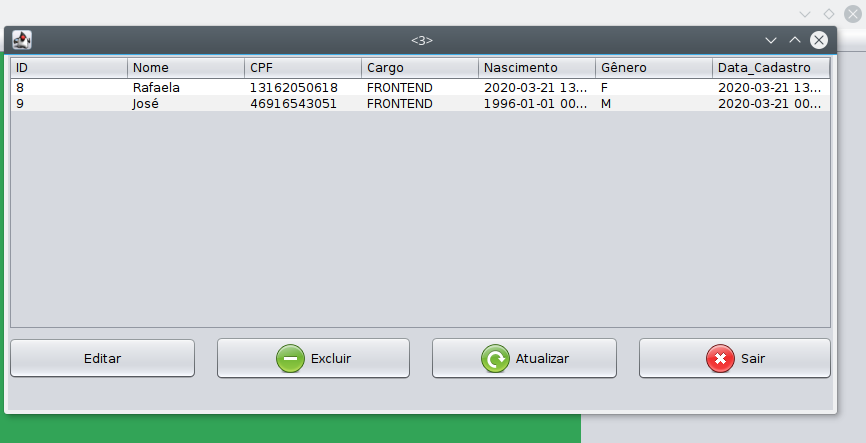 <3>
ID Nome CPF Cargo Nascimento Gênero Data_Cadastro
8 Rafaela 13162050618 FRONTEND 2020-03-21 13... F 2020-03-21 13...
9 José 46916543051 FRONTEND 1996-01-01 00... M 2020-03-21 00...
Editar Excluir Atualizar Sair